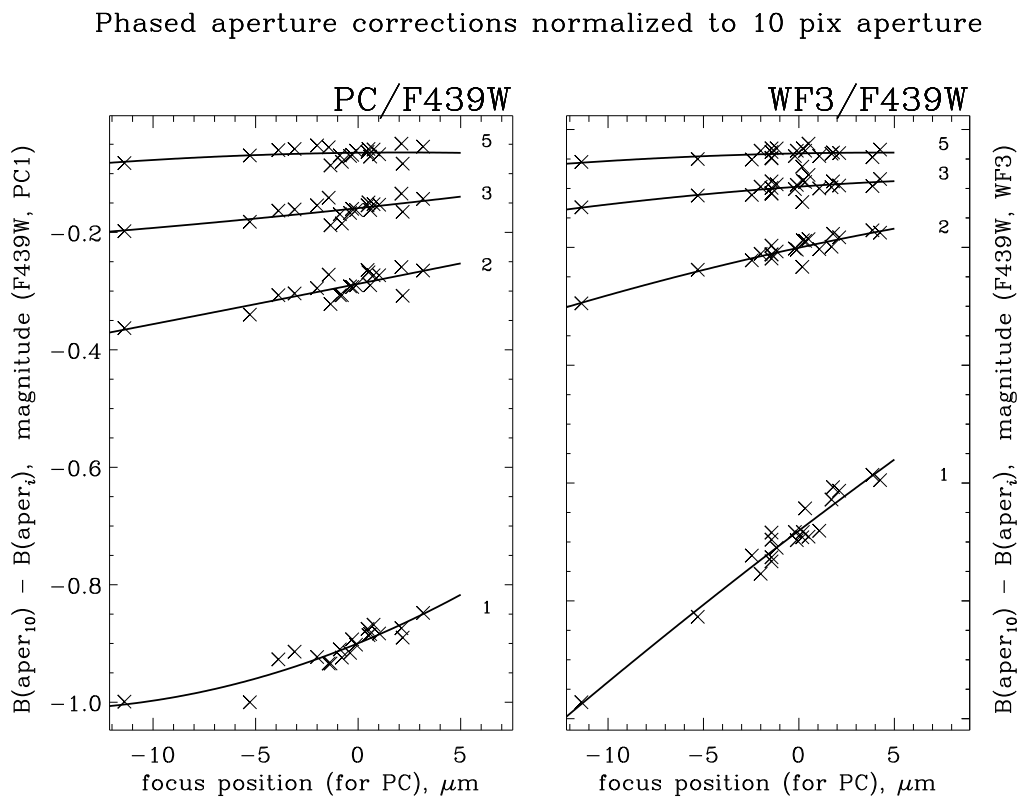 Phased aperture corrections normalized to 10 pix aperture
PC/F439W
WF3/F439W
B(aper10) − B(aperi), magnitude (F439W, PC1)
−0.2
−0.4
−0.6
−0.8
−1.0
5
3
2
1
5
3
2
1
B(aper10) − B(aperi), magnitude (F439W, WF3)
−10 −5 0 5
−10 −5 0 5
focus position (for PC), μm
focus position (for PC), μm